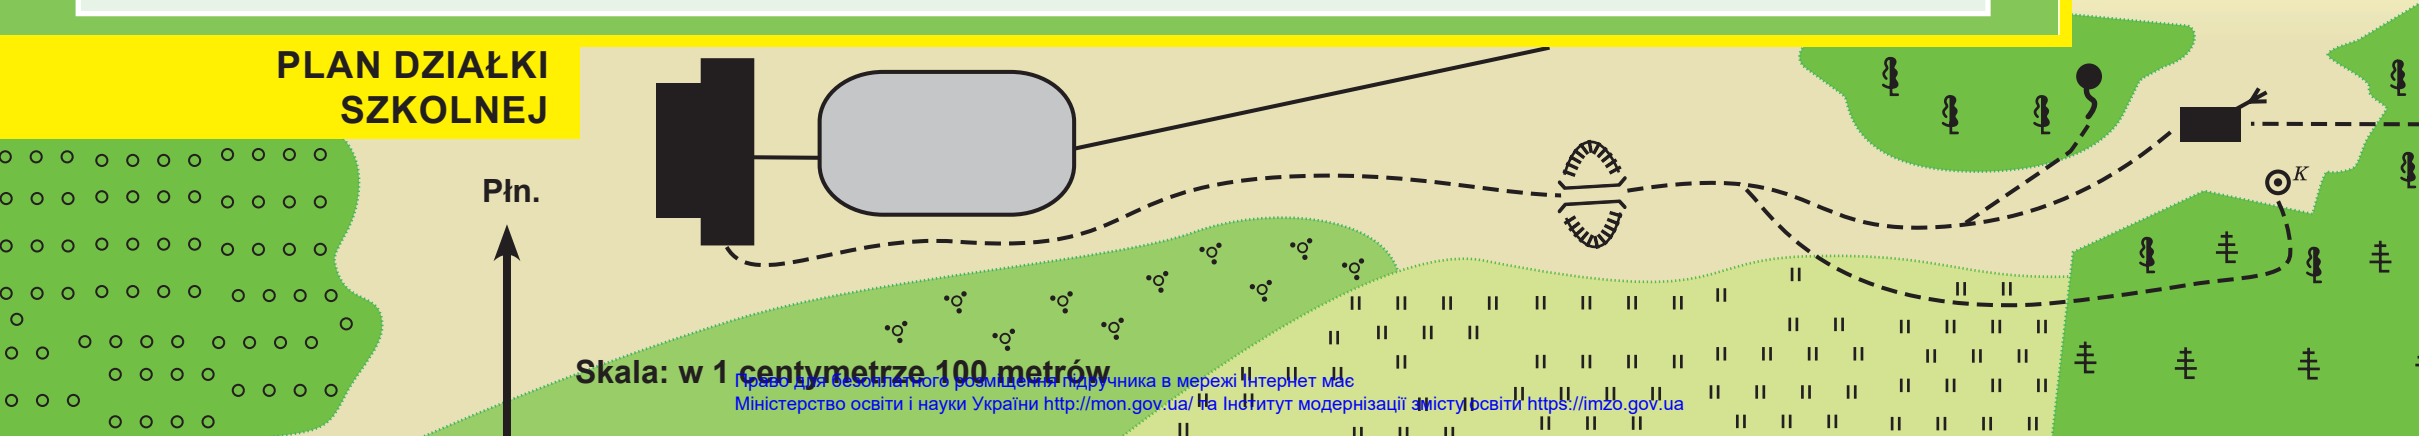 PLAN DZIAŁKI
SZKOLNEJ
Płn.
K
Skala: w 1 centymetrze 100 metrów
Право для безоплатного розміщення підручника в мережі Інтернет має
Міністерство освіти і науки України http://mon.gov.ua/ та Інститут модернізації змісту освіти https://imzo.gov.ua